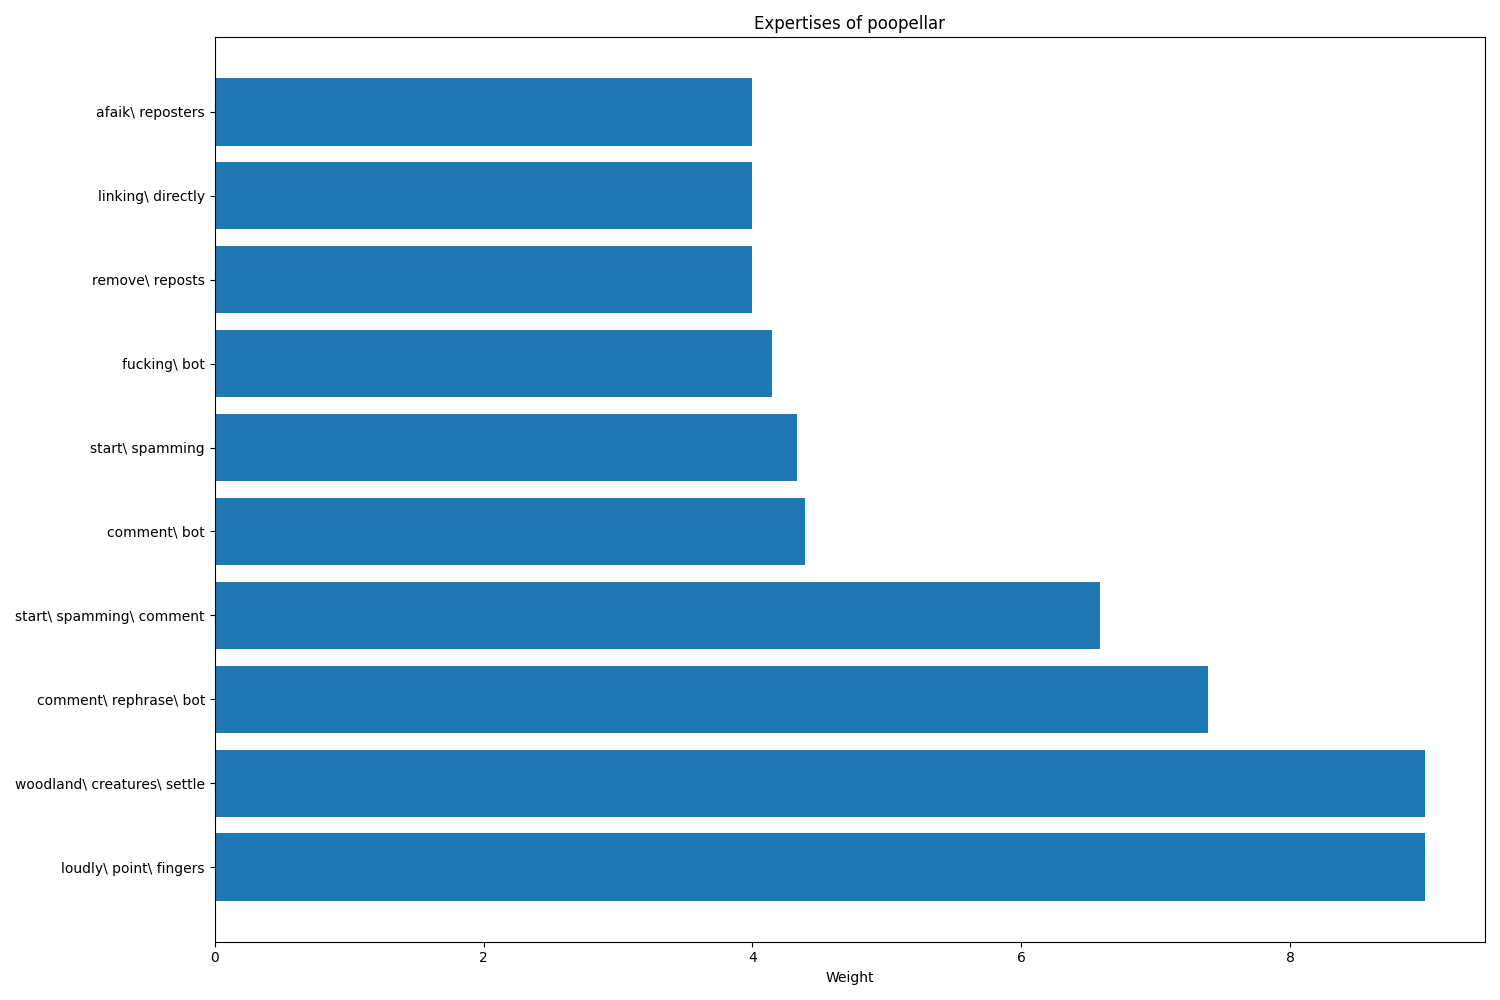 Expertises of poopellar
afaik\ reposters
linking\ directly
remove\ reposts
fucking\ bot
start\ spamming
comment\ bot
start\ spamming\ comment
comment\ rephrase\ bot
woodland\ creatures\ settle
loudly\ point\ fingers
0 2 4 6 8
Weight